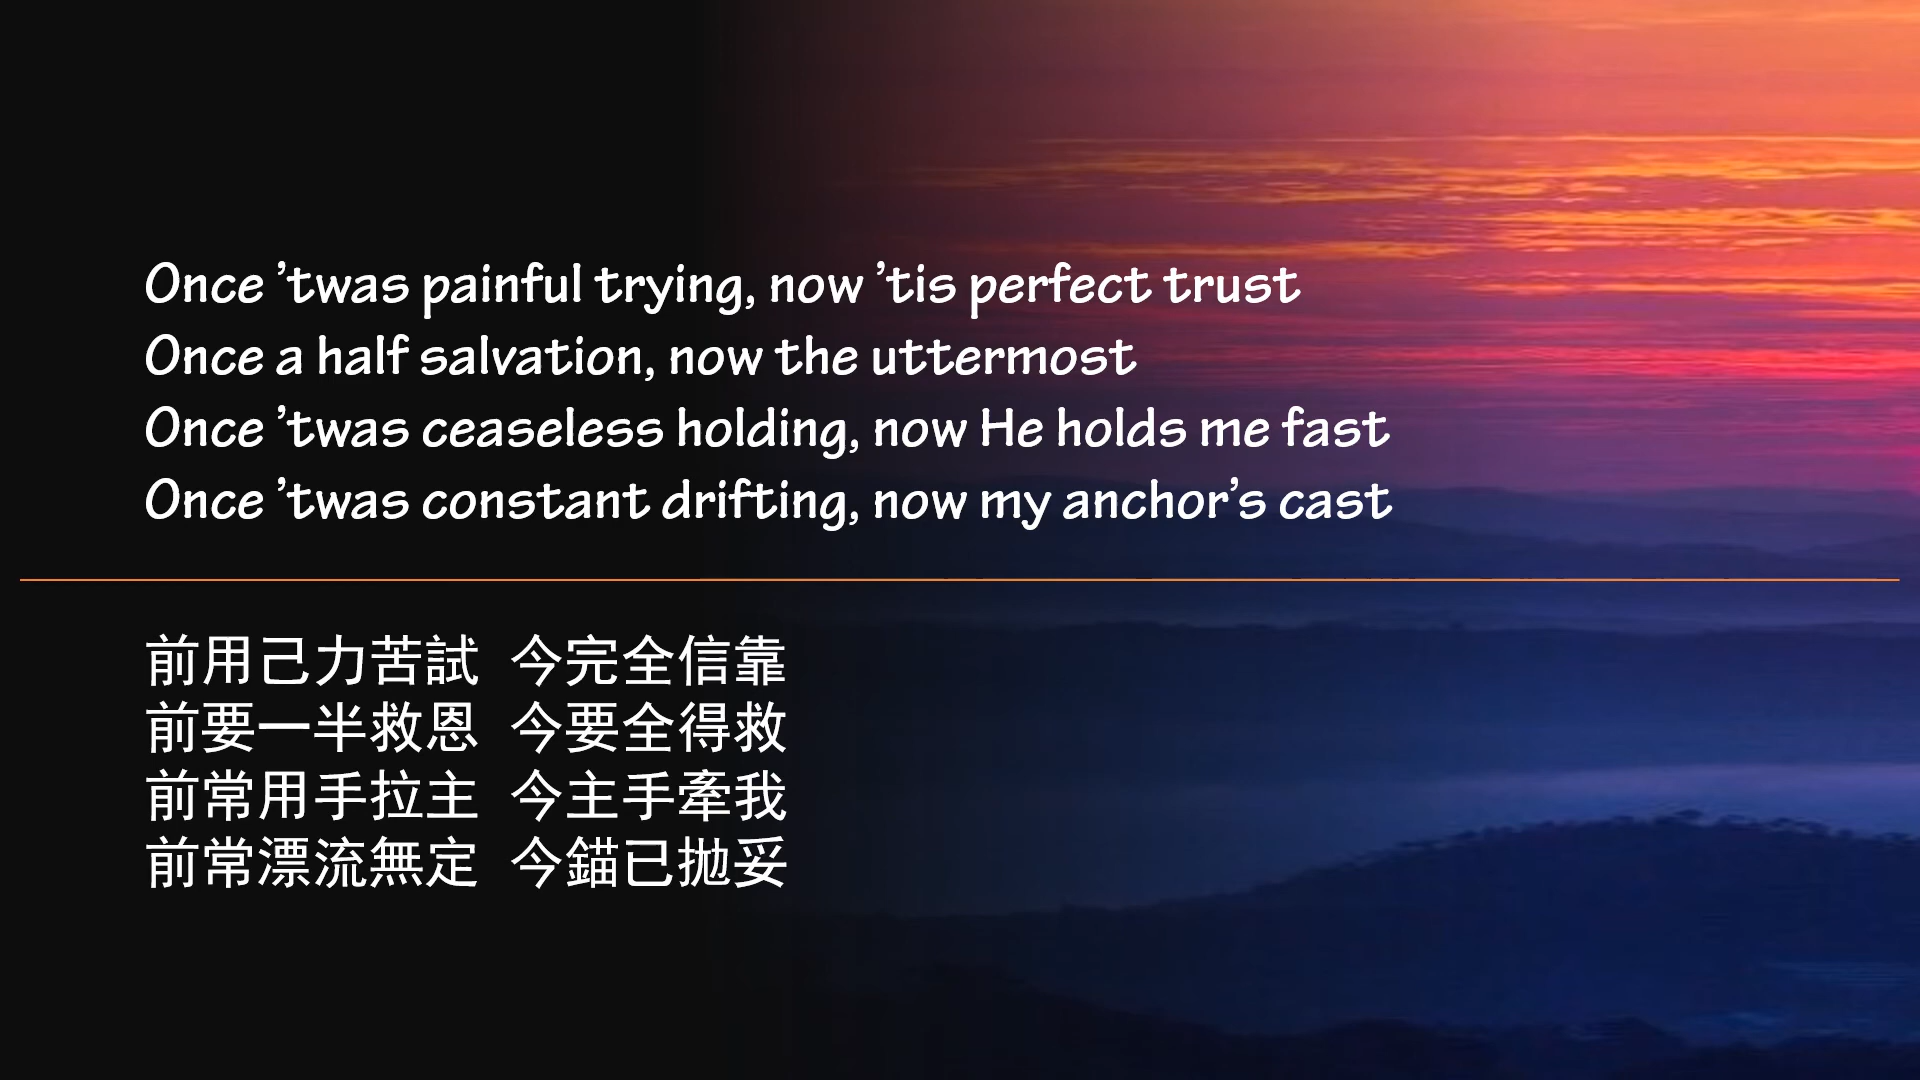 Once ’twas painful trying, now ’tis perfect trust
Once a half salvation, now the uttermost
Once ’twas ceaseless holding, now He holds me fast
Once ’twas constant drifting, now my anchor’s cast
前用己力苦試 今完全信靠
前要一半救恩 今要全得救
前常用手拉主 今主手牽我
前常漂流無定 今錨已拋妥